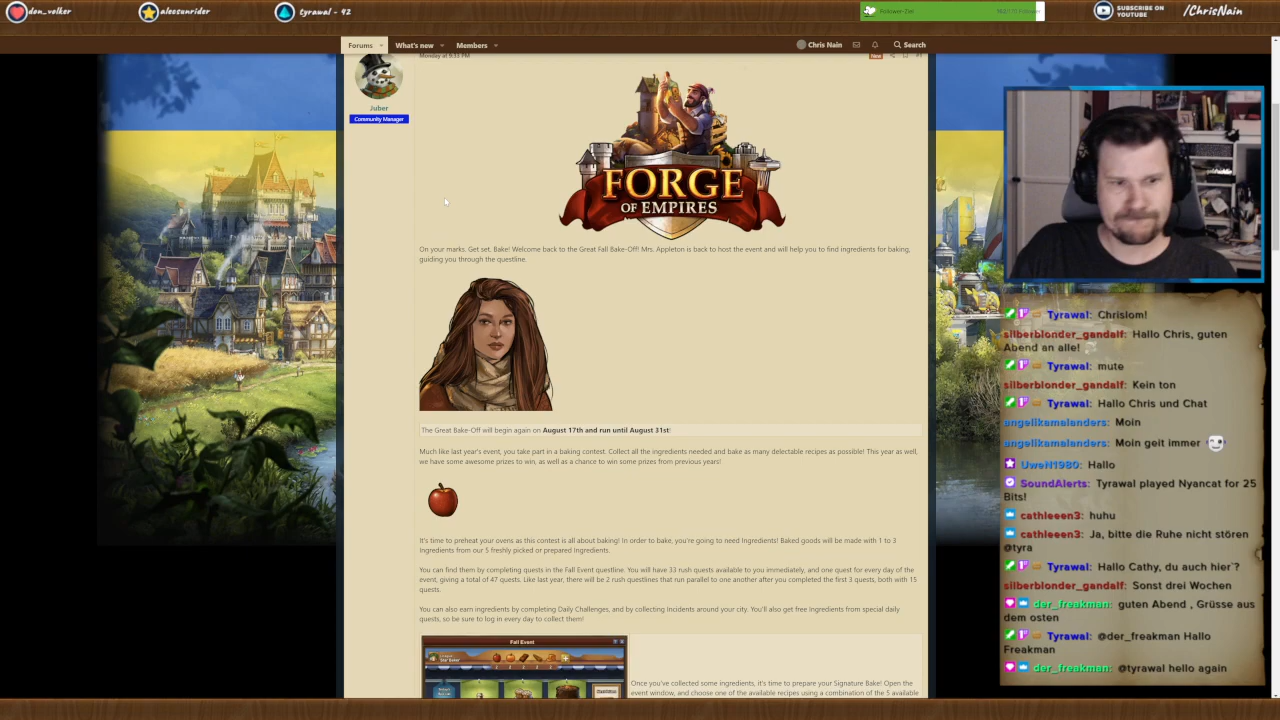 don_volker
alecsunrider
tyrawal - 42
Follower-Ziel
SUBSCRIBE ON
YOUTUBE
/ChrisNain
Forums
What's new
Members
Chris Nain
Search
Monday at 9:33 PM
New
Juber
Community Manager
FORGE
OF EMPIRES
On your marks. Get set. Bake! Welcome back to the Great Fall Bake-Off! Mrs. Appleton is back to host the event and will help you to find ingredients for baking,
guiding you through the questline.
The Great Bake-Off will begin again on August 17th and run until August 31st!
Much like last year's event, you take part in a baking contest. Collect all the ingredients needed and bake as many delectable recipes as possible! This year as well,
we have some awesome prizes to win, as well as a chance to win some prizes from previous years!
It's time to preheat your ovens as this contest is all about baking! In order to bake, you're going to need Ingredients! Baked goods will be made with 1 to 3
Ingredients from our 5 freshly picked or prepared Ingredients.
You can find them by completing quests in the Fall Event questline. You will have 33 rush quests available to you immediately, and one quest for every day of the
event, giving a total of 47 quests. Like last year, there will be 2 rush questlines that run parallel to one another after you completed the first 3 quests, both with 15
quests.
You can also earn ingredients by completing Daily Challenges, and by collecting Incidents around your city. You'll also get free Ingredients from special daily
quests, so be sure to log in every day to collect them!
Fall Event
Star Baker
Once you've collected some ingredients, it's time to prepare your Signature Bake! Open the
event window, and choose one of the available recipes using a combination of the 5 available
Tyrawal: Chrislom!
silberblonder_gandalf: Hallo Chris, guten
Abend an alle!
Tyrawal: mute
silberblonder_gandalf: Kein ton
Tyrawal: Hallo Chris und Chat
angelikamalanders: Moin
angelikamalanders: Moin geit immer
UweN1980: Hallo
SoundAlerts: Tyrawal played Nyancat for 25
Bits!
cathleeen3: huhu
cathleeen3: Ja, bitte die Ruhe nicht stören
@tyra
Tyrawal: Hallo Cathy, du auch hier`?
silberblonder_gandalf: Sonst drei Wochen
der_freakman: guten Abend , Grüsse aus
dem osten
Tyrawal: @der_freakman Hallo
Freakman
der_freakman: @tyrawal hello again